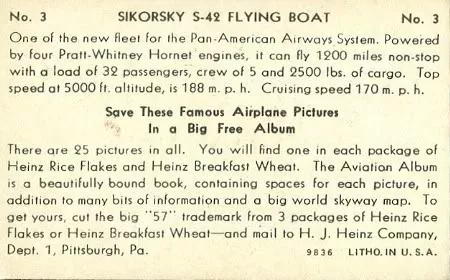 No. 3 SIKORSKY S-42 FLYING BOAT No. 3
One of the new fleet for the Pan-American Airways System. Powered
by four Pratt-Whitney Hornet engines, it can fly 1200 miles non-stop
with a load of 32 passengers, crew of 5 and 2500 lbs. of cargo. Top
speed at 5000 ft. altitude, is 188 m. p. h. Cruising speed 170 m. p. h.
Save These Famous Airplane Pictures
In a Big Free Album
There are 25 pictures in all. You will find one in each package of
Heinz Rice Flakes and Heinz Breakfast Wheat. The Aviation Album
is a beautifully bound book, containing spaces for each picture, in
addition to many bits of information and a big world skyway map. To
get yours, cut the big "57" trademark from 3 packages of Heinz Rice
Flakes or Heinz Breakfast Wheat—and mail to H. J. Heinz Company,
Dept. 1, Pittsburgh, Pa. 9836 LITHO. IN U. S. A.